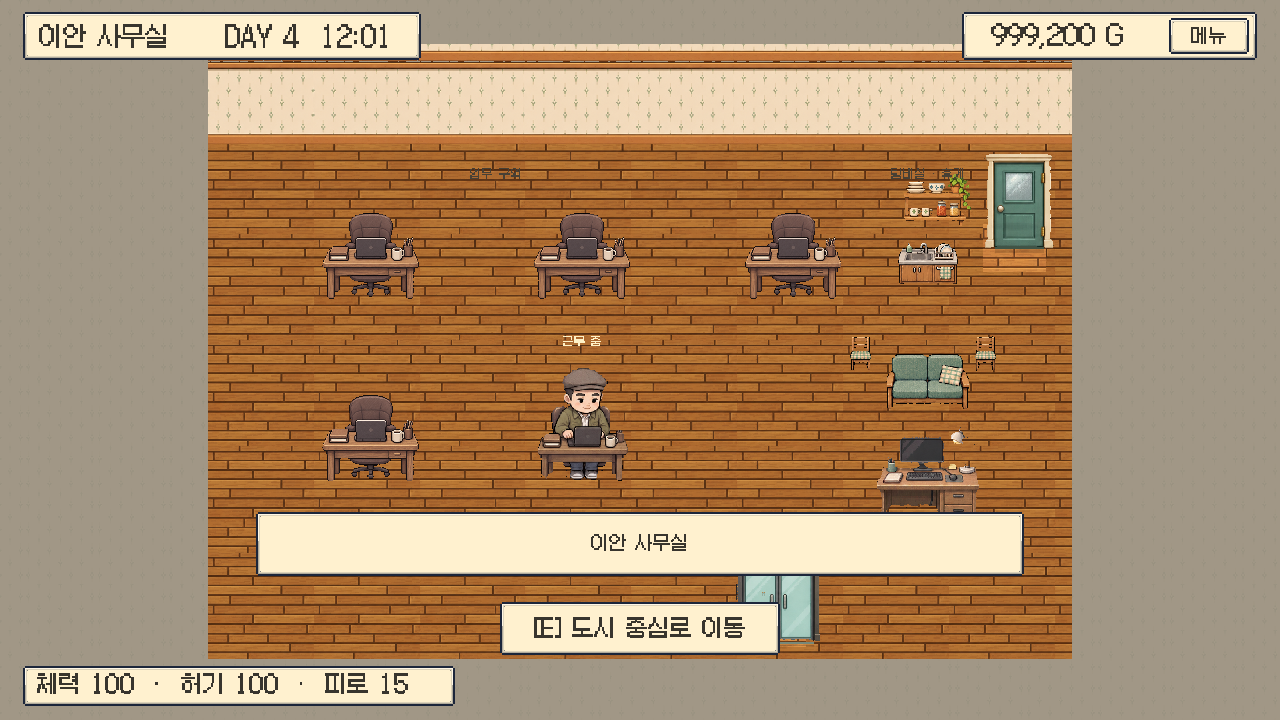 이안 사무실 DAY 4 12:01
999,200 G
메뉴
근무 중
이안 사무실
[E] 도시 중심로 이동
체력 100 · 허기 100 · 피로 15